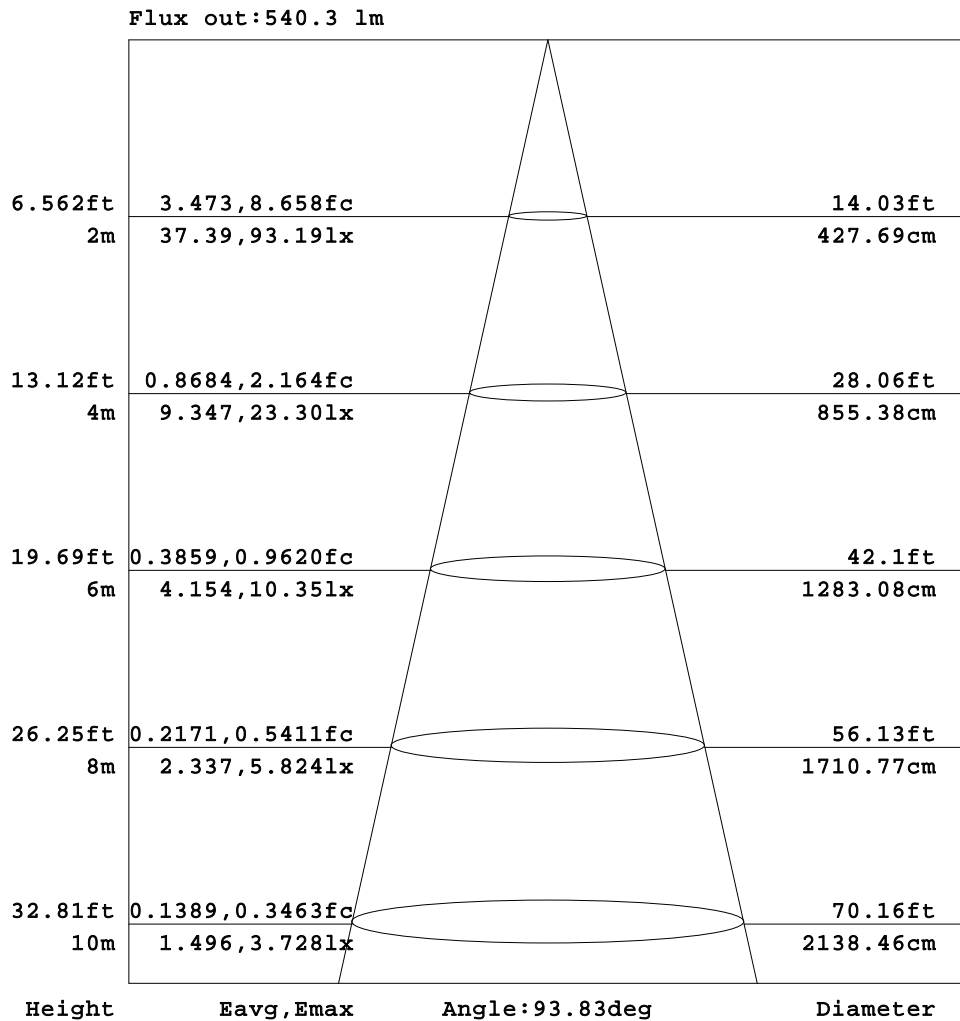 Flux out:540.3 lm
6.562ft 3.473,8.658fc 14.03ft
2m 37.39,93.19lx 427.69cm
13.12ft 0.8684,2.164fc 28.06ft
4m 9.347,23.30lx 855.38cm
19.69ft 0.3859,0.9620fc 42.1ft
6m 4.154,10.35lx 1283.08cm
26.25ft 0.2171,0.5411fc 56.13ft
8m 2.337,5.824lx 1710.77cm
32.81ft 0.1389,0.3463fc 70.16ft
10m 1.496,3.728lx 2138.46cm
Height Eavg,Emax Angle:93.83deg Diameter